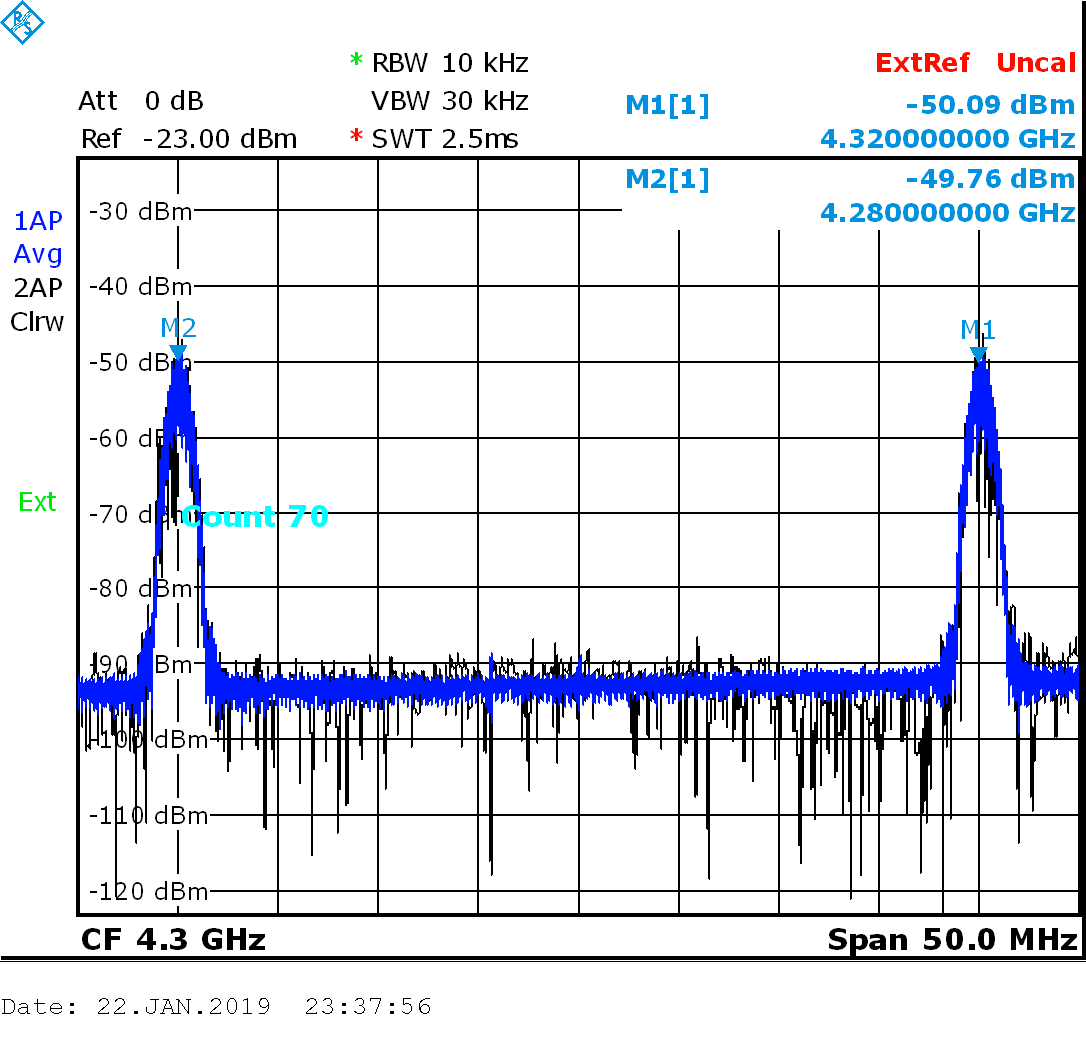 R&S
* RBW 10 kHz
ExtRef Uncal
Att 0 dB
VBW 30 kHz
M1[1] -50.09 dBm
Ref -23.00 dBm
* SWT 2.5ms
4.320000000 GHz
M2[1] -49.76 dBm
4.280000000 GHz
1AP
Avg
2AP
Clrw
Ext
-30 dBm
-40 dBm
M2
M1
-50 dBm
-60 dBm
-70 dBm
Count 70
-80 dBm
-90 dBm
-100 dBm
-110 dBm
-120 dBm
CF 4.3 GHz
Span 50.0 MHz
Date: 22.JAN.2019 23:37:56